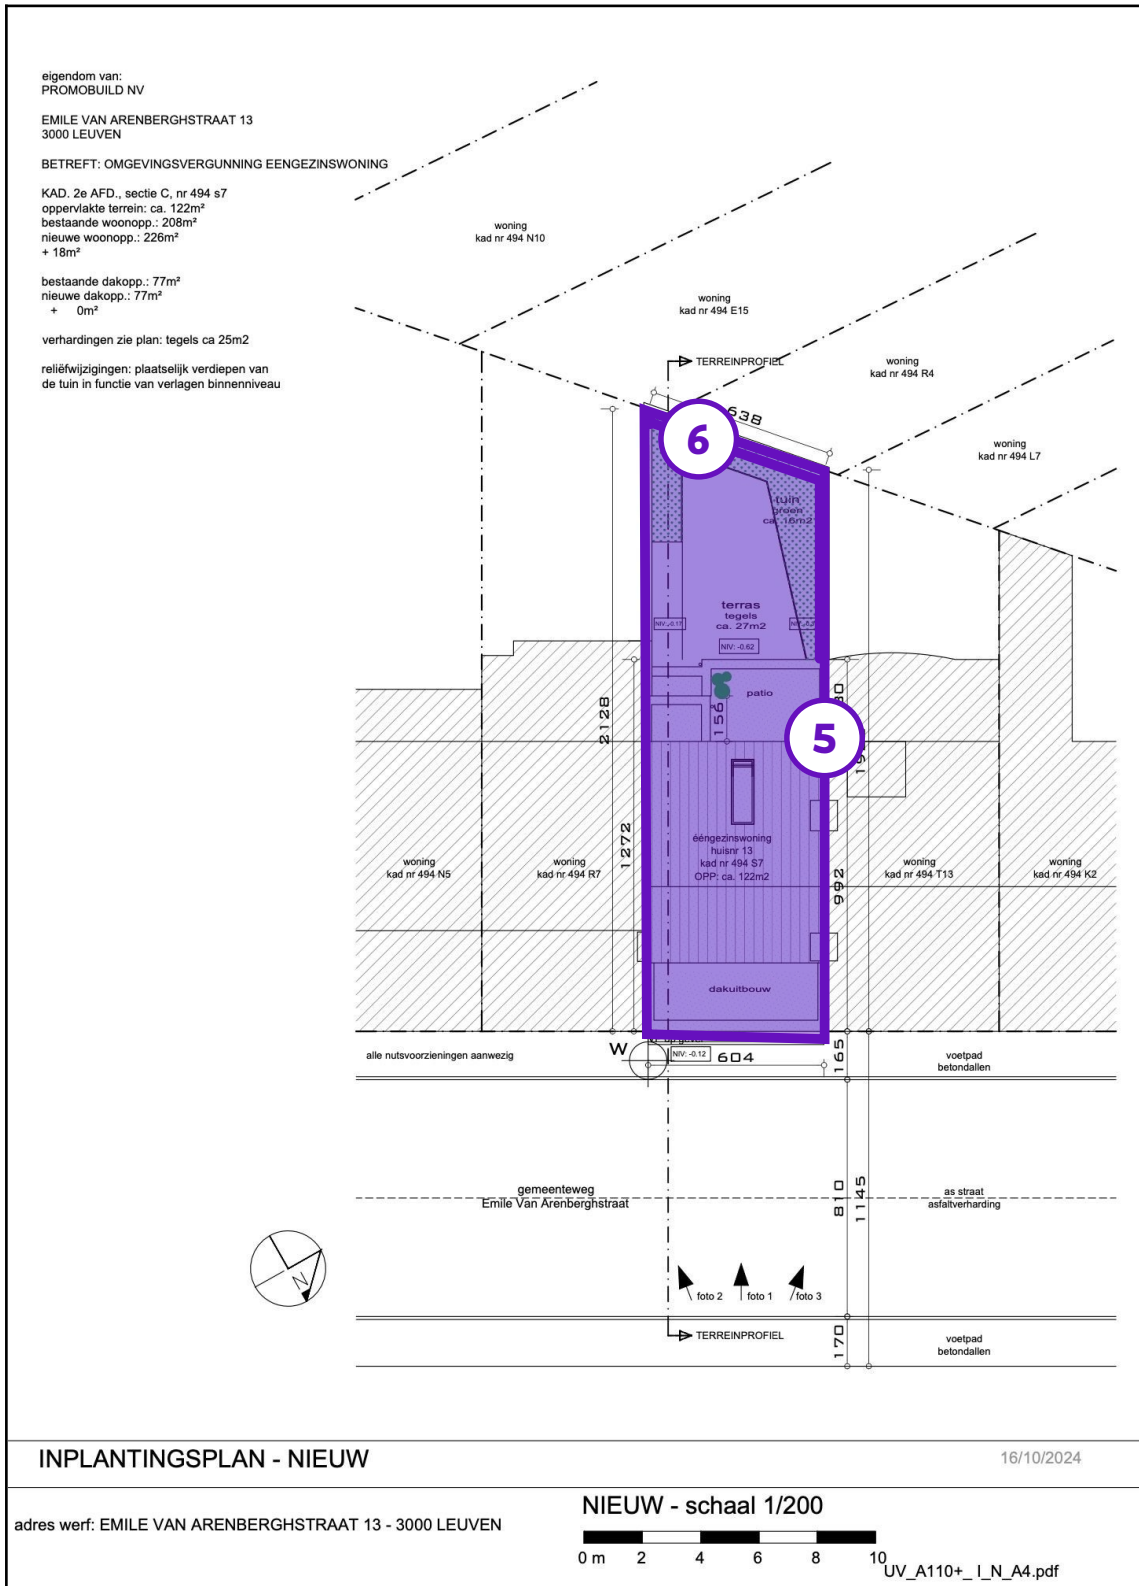 eigendom van:
PROMOBUILD NV
EMILE VAN ARENBERGHSTRAAT 13
3000 LEUVEN
BETREFT: OMGEVINGSVERGUNNING EENGEZINSWONING
KAD. 2e AFD., sectie C, nr 494 s7
oppervlakte terrein: ca. 122m²
bestaande woonopp.: 208m²
nieuwe woonopp.: 226m²
+ 18m²
bestaande dakopp.: 77m²
nieuwe dakopp.: 77m²
+ 0m²
verhardingen zie plan: tegels ca 25m2
reliëfwijzigingen: plaatselijk verdiepen van
de tuin in functie van verlagen binnenniveau
woning
kad nr 494 N10
woning
kad nr 494 E15
TERREINPROFIEL
woning
kad nr 494 R4
woning
kad nr 494 L7
638
6
tuin
groen
ca. 16m2
terras
tegels
ca. 27m2
NIV: -0.17
NIV: -0.62
patio
156
5
2128
1272
992
ééngezinswoning
huisnr 13
kad nr 494 S7
OPP: ca. 122m2
woning
kad nr 494 N5
woning
kad nr 494 R7
woning
kad nr 494 T13
woning
kad nr 494 K2
dakuitbouw
alle nutsvoorzieningen aanwezig
W
NIV: -0.12
604
165
voetpad
betondallen
gemeenteweg
Emile Van Arenberghstraat
810
1145
as straat
asfaltverharding
N
foto 2
foto 1
foto 3
TERREINPROFIEL
170
voetpad
betondallen
INPLANTINGSPLAN - NIEUW
16/10/2024
adres werf: EMILE VAN ARENBERGHSTRAAT 13 - 3000 LEUVEN
NIEUW - schaal 1/200
0 m 2 4 6 8 10
UV_A110+_ I_N_A4.pdf